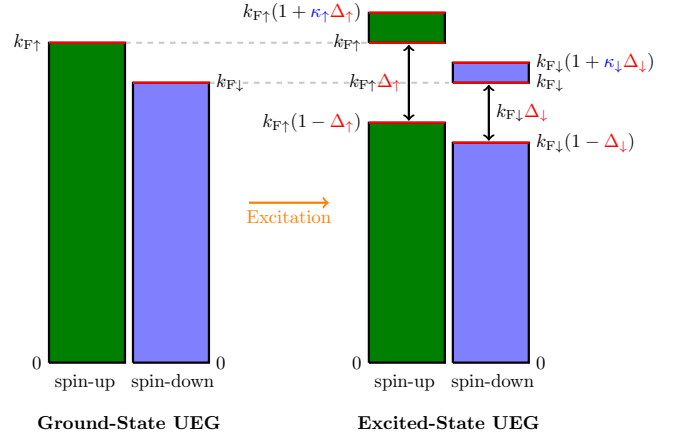 k_F↑(1 + κ_↑Δ_↑)
k_F↑
k_F↑
k_F↓(1 + κ_↓Δ_↓)
k_F↓
k_F↑Δ_↑
k_F↓
k_F↑(1 − Δ_↑)
k_F↓Δ_↓
k_F↓(1 − Δ_↓)
Excitation
0
0
0
0
spin-up
spin-down
spin-up
spin-down
Ground-State UEG
Excited-State UEG